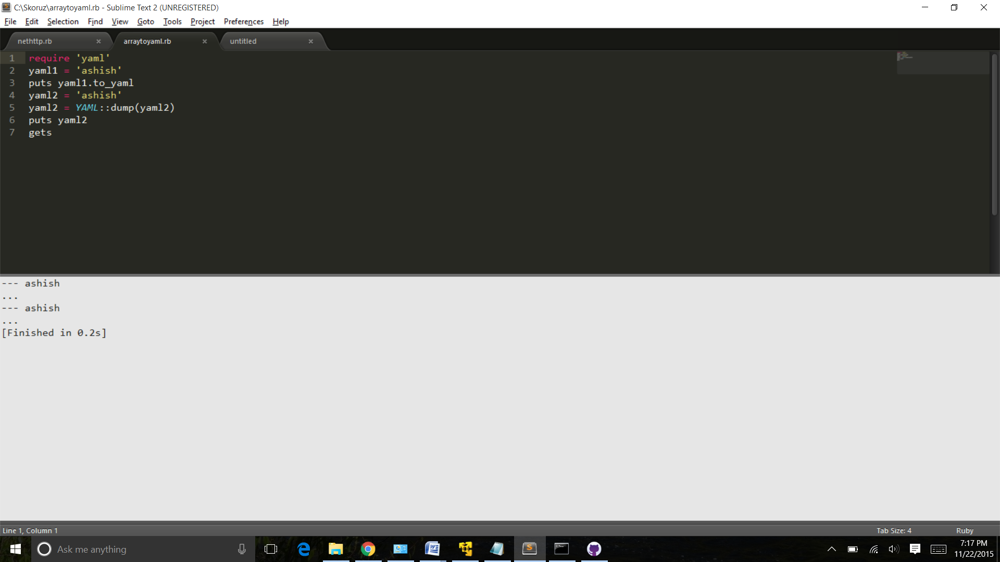 C:\Skoruz\arraytoyaml.rb - Sublime Text 2 (UNREGISTERED)
File Edit Selection Find View Goto Tools Project Preferences Help
nethttp.rb × arraytoyaml.rb × untitled ×
1 require 'yaml'
2 yaml1 = 'ashish'
3 puts yaml1.to_yaml
4 yaml2 = 'ashish'
5 yaml2 = YAML::dump(yaml2)
6 puts yaml2
7 gets
--- ashish
...
--- ashish
...
[Finished in 0.2s]
Line 1, Column 1 Tab Size: 4 Ruby
Ask me anything
7:17 PM
11/22/2015